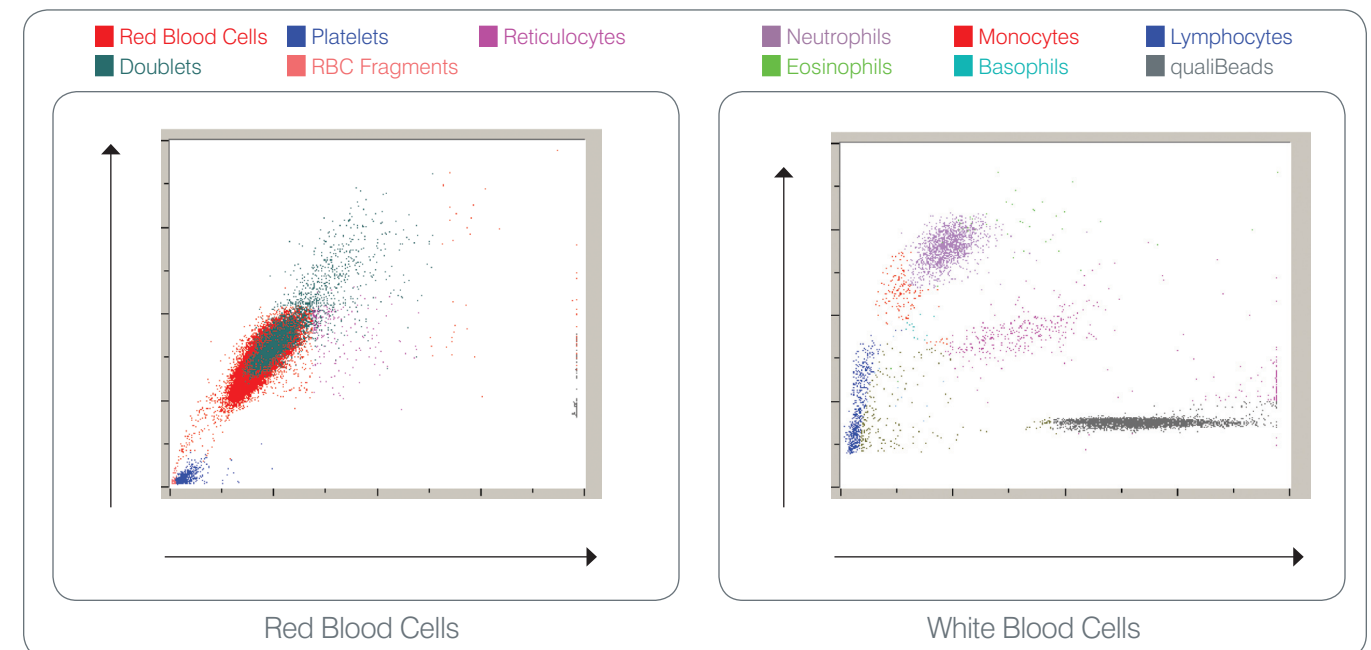 Red Blood Cells Platelets Reticulocytes
Doublets RBC Fragments
Neutrophils Monocytes Lymphocytes
Eosinophils Basophils qualiBeads
Red Blood Cells
White Blood Cells